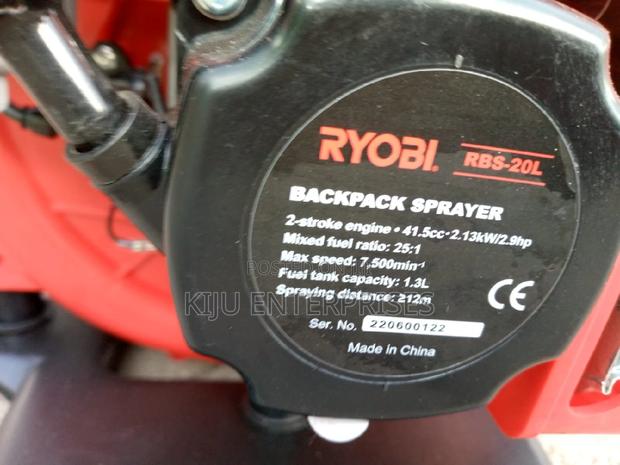 RYOBI. RBS-20L
BACKPACK SPRAYER
2-stroke engine • 41.5cc • 2.13kW/2.9hp
Mixed fuel ratio: 25:1
Max speed: 7,500min⁻¹
Fuel tank capacity: 1.3L
Spraying distance: ≥12m
Ser. No. 220600122
Made in China
CE
KIJU ENTERPRISES